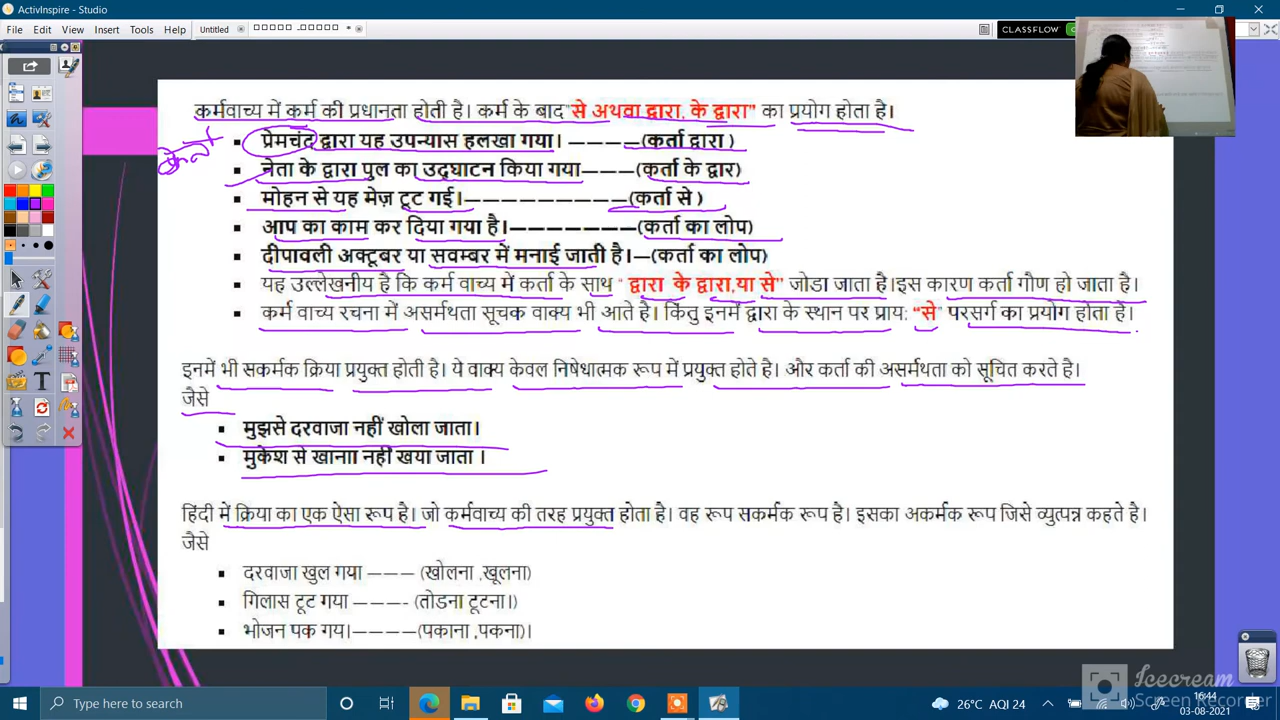 ActivInspire - Studio
File Edit View Insert Tools Help Untitled CLASSFLOW
कर्मवाच्य में कर्म की प्रधानता होती है। कर्म के बाद"से अथवा द्वारा, के द्वारा" का प्रयोग होता है।
प्रेमचंद द्वारा यह उपन्यास हलखा गया। ————(कर्ता द्वारा )
नेता के द्वारा पुल का उद्घाटन किया गया———(कर्ता के द्वार)
मोहन से यह मेज़ टूट गई।—————————(कर्ता से )
आप का काम कर दिया गया है।———————(कर्ता का लोप)
दीपावली अक्टूबर या सवम्बर में मनाई जाती है।—(कर्ता का लोप)
यह उल्लेखनीय है कि कर्म वाच्य में कर्ता के साथ " द्वारा के द्वारा,या से" जोडा जाता है।इस कारण कर्ता गौण हो जाता है।
कर्म वाच्य रचना में असमर्थता सूचक वाक्य भी आते है। किंतु इनमें द्वारा के स्थान पर प्राय: "से" परसर्ग का प्रयोग होता है।
इनमें भी सकर्मक क्रिया प्रयुक्त होती है। ये वाक्य केवल निषेधात्मक रूप में प्रयुक्त होते है। और कर्ता की असर्मथता को सूचित करते है।
जैसे
मुझसे दरवाजा नहीं खोला जाता।
मुकेश से खानाा नहीं खया जाता ।
हिंदी में क्रिया का एक ऐसा रूप है। जो कर्मवाच्य की तरह प्रयुक्त होता है। वह रूप सकर्मक रूप है। इसका अकर्मक रूप जिसे व्युत्पन्न कहते है।
जैसे
दरवाजा खुल गया ——— (खोलना ,खूलना)
गिलास टूट गया ———- (तोडना टूटना।)
भोजन पक गय।————(पकाना ,पकना)।
Icecream
Screen Recorder
Type here to search
26°C AQI 24
16:44
03-08-2021